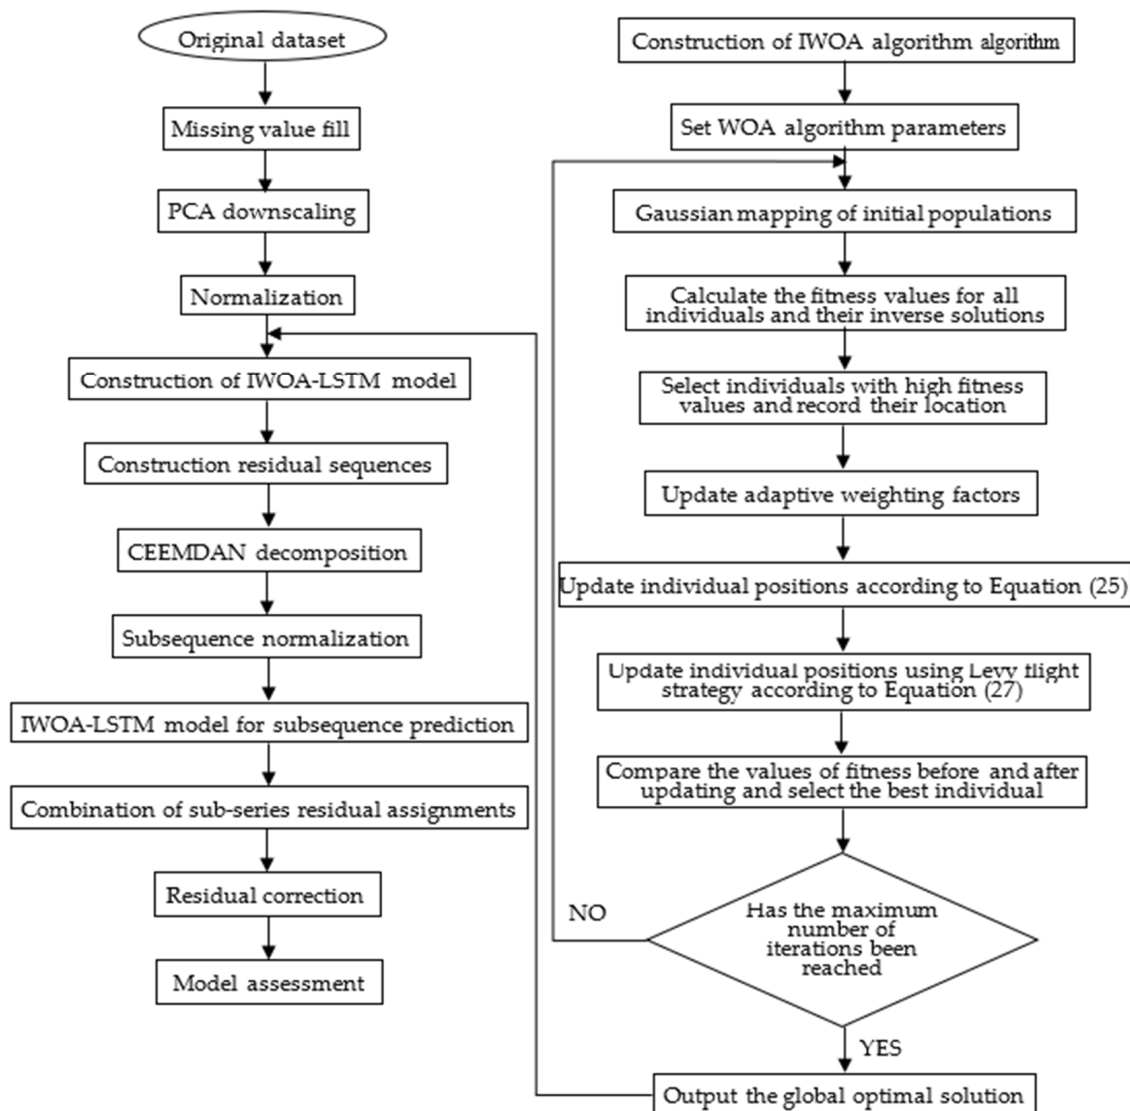 Original dataset
Missing value fill
PCA downscaling
Normalization
Construction of IWOA-LSTM model
Construction residual sequences
CEEMDAN decomposition
Subsequence normalization
IWOA-LSTM model for subsequence prediction
Combination of sub-series residual assignments
Residual correction
Model assessment
Construction of IWOA algorithm algorithm
Set WOA algorithm parameters
Gaussian mapping of initial populations
Calculate the fitness values for all
individuals and their inverse solutions
Select individuals with high fitness
values and record their location
Update adaptive weighting factors
Update individual positions according to Equation (25)
Update individual positions using Levy flight
strategy according to Equation (27)
Compare the values of fitness before and after
updating and select the best individual
Has the maximum
number of
iterations been
reached
NO
YES
Output the global optimal solution